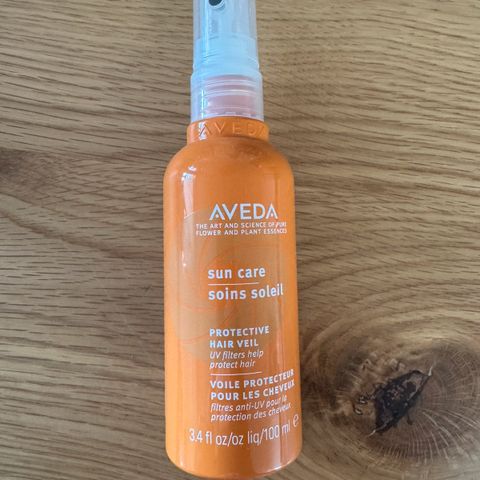 AVEDA
AVEDA
THE ART AND SCIENCE OF PURE
FLOWER AND PLANT ESSENCES
sun care
soins soleil
PROTECTIVE
HAIR VEIL
UV filters help
protect hair
VOILE PROTECTEUR
POUR LES CHEVEUX
filtres anti-UV pour la
protection des cheveux
3.4 fl oz/oz liq/100 ml ℮